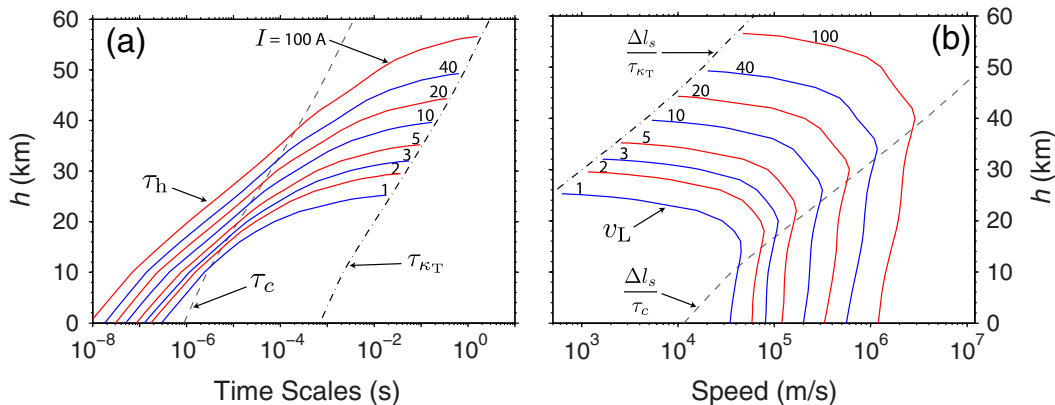 (a)
I = 100 A
40
20
10
5
3
2
1
τh
τc
τκT
h (km)
60
50
40
30
20
10
0
10⁻⁸
10⁻⁶
10⁻⁴
10⁻²
10⁰
Time Scales (s)
(b)
Δls
τκT
100
40
20
10
5
3
2
1
vL
Δls
τc
60
50
40
30
20
10
0
h (km)
10³
10⁴
10⁵
10⁶
10⁷
Speed (m/s)